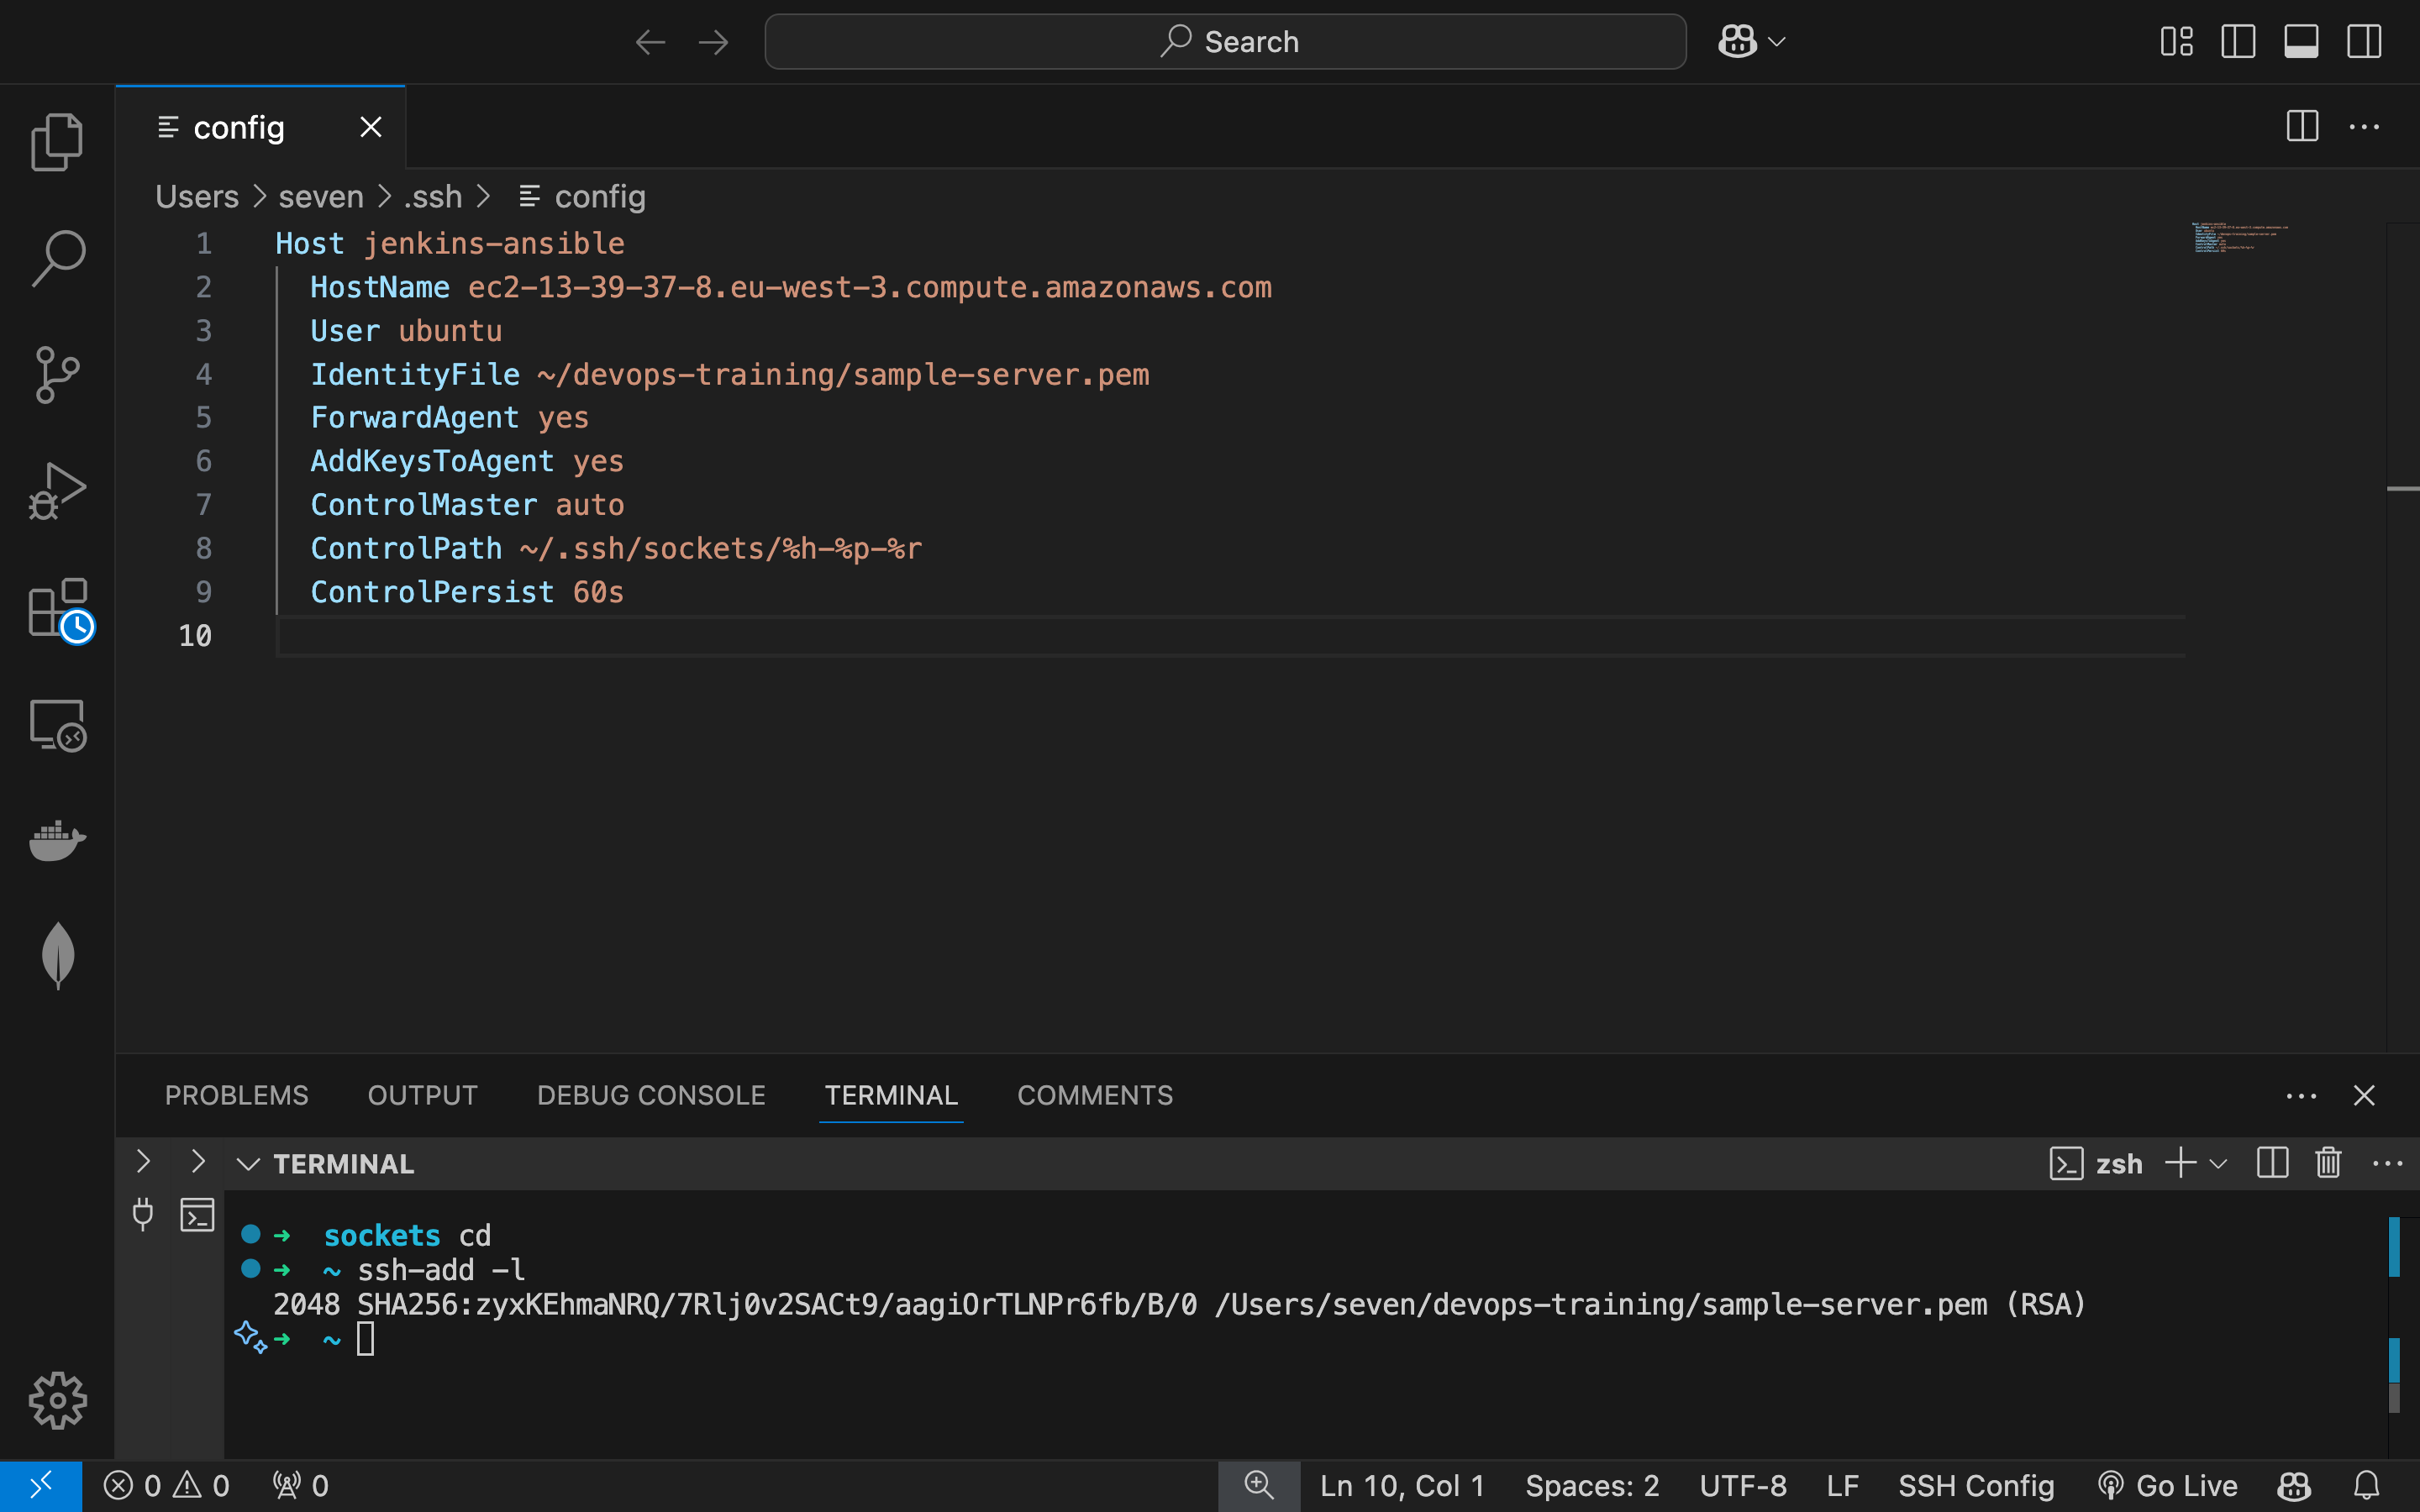 Search
config
Users > seven > .ssh > config
1 Host jenkins-ansible
2 HostName ec2-13-39-37-8.eu-west-3.compute.amazonaws.com
3 User ubuntu
4 IdentityFile ~/devops-training/sample-server.pem
5 ForwardAgent yes
6 AddKeysToAgent yes
7 ControlMaster auto
8 ControlPath ~/.ssh/sockets/%h-%p-%r
9 ControlPersist 60s
10
PROBLEMS OUTPUT DEBUG CONSOLE TERMINAL COMMENTS
TERMINAL zsh
➜ sockets cd
➜ ~ ssh-add -l
2048 SHA256:zyxKEhmaNRQ/7Rlj0v2SACt9/aagiOrTLNPr6fb/B/0 /Users/seven/devops-training/sample-server.pem (RSA)
➜ ~
0 0 0 Ln 10, Col 1 Spaces: 2 UTF-8 LF SSH Config Go Live